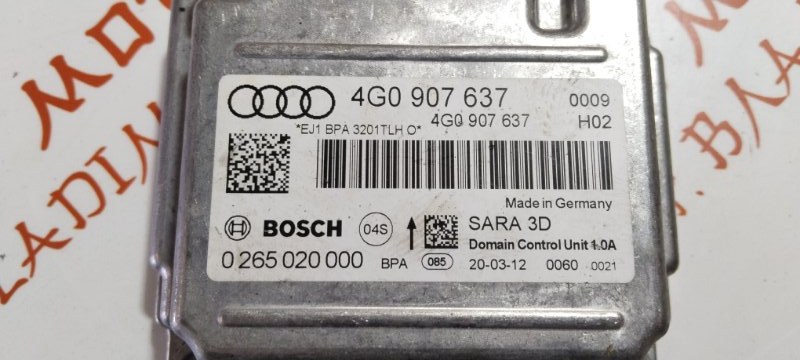 4G0 907 637 0009
*EJ1 BPA 3201TLH O* 4G0 907 637 H02
Made in Germany
BOSCH 04S SARA 3D
Domain Control Unit 1.0A
0 265 020 000 BPA 085 20-03-12 0060 0021